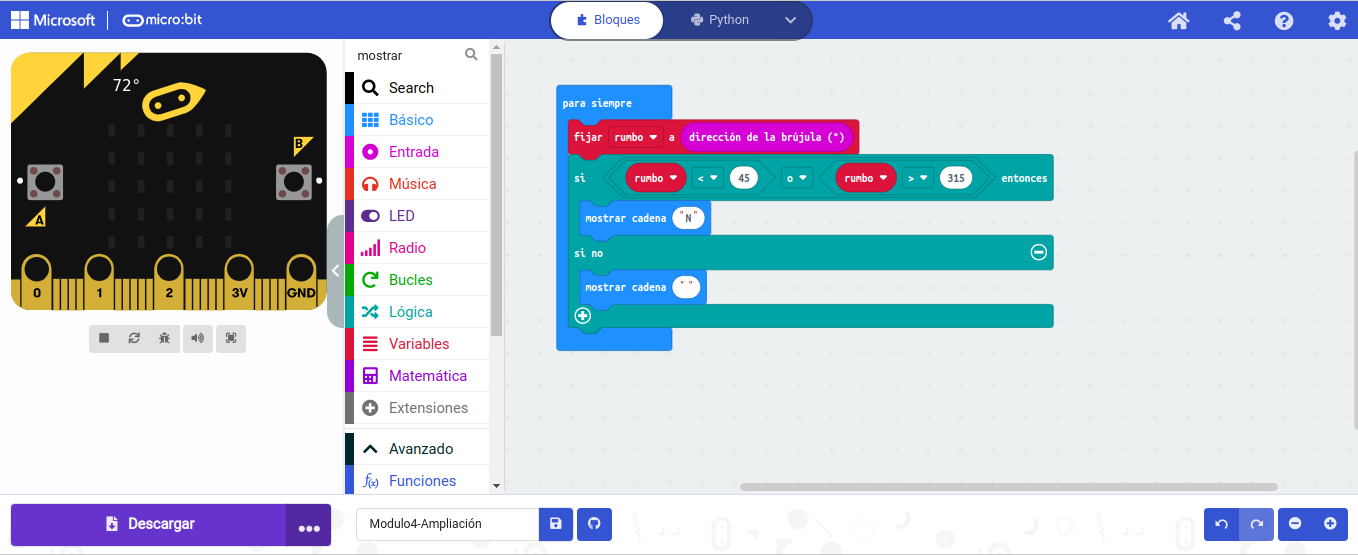 Microsoft
micro:bit
Bloques
Python
72°
B
A
0 1 2 3V GND
mostrar
Search
Básico
Entrada
Música
LED
Radio
Bucles
Lógica
Variables
Matemática
Extensiones
Avanzado
f(x) Funciones
para siempre
fijar rumbo a dirección de la brújula (°)
si rumbo < 45 o rumbo > 315 entonces
mostrar cadena "N"
si no
mostrar cadena " "
Descargar
Modulo4-Ampliación